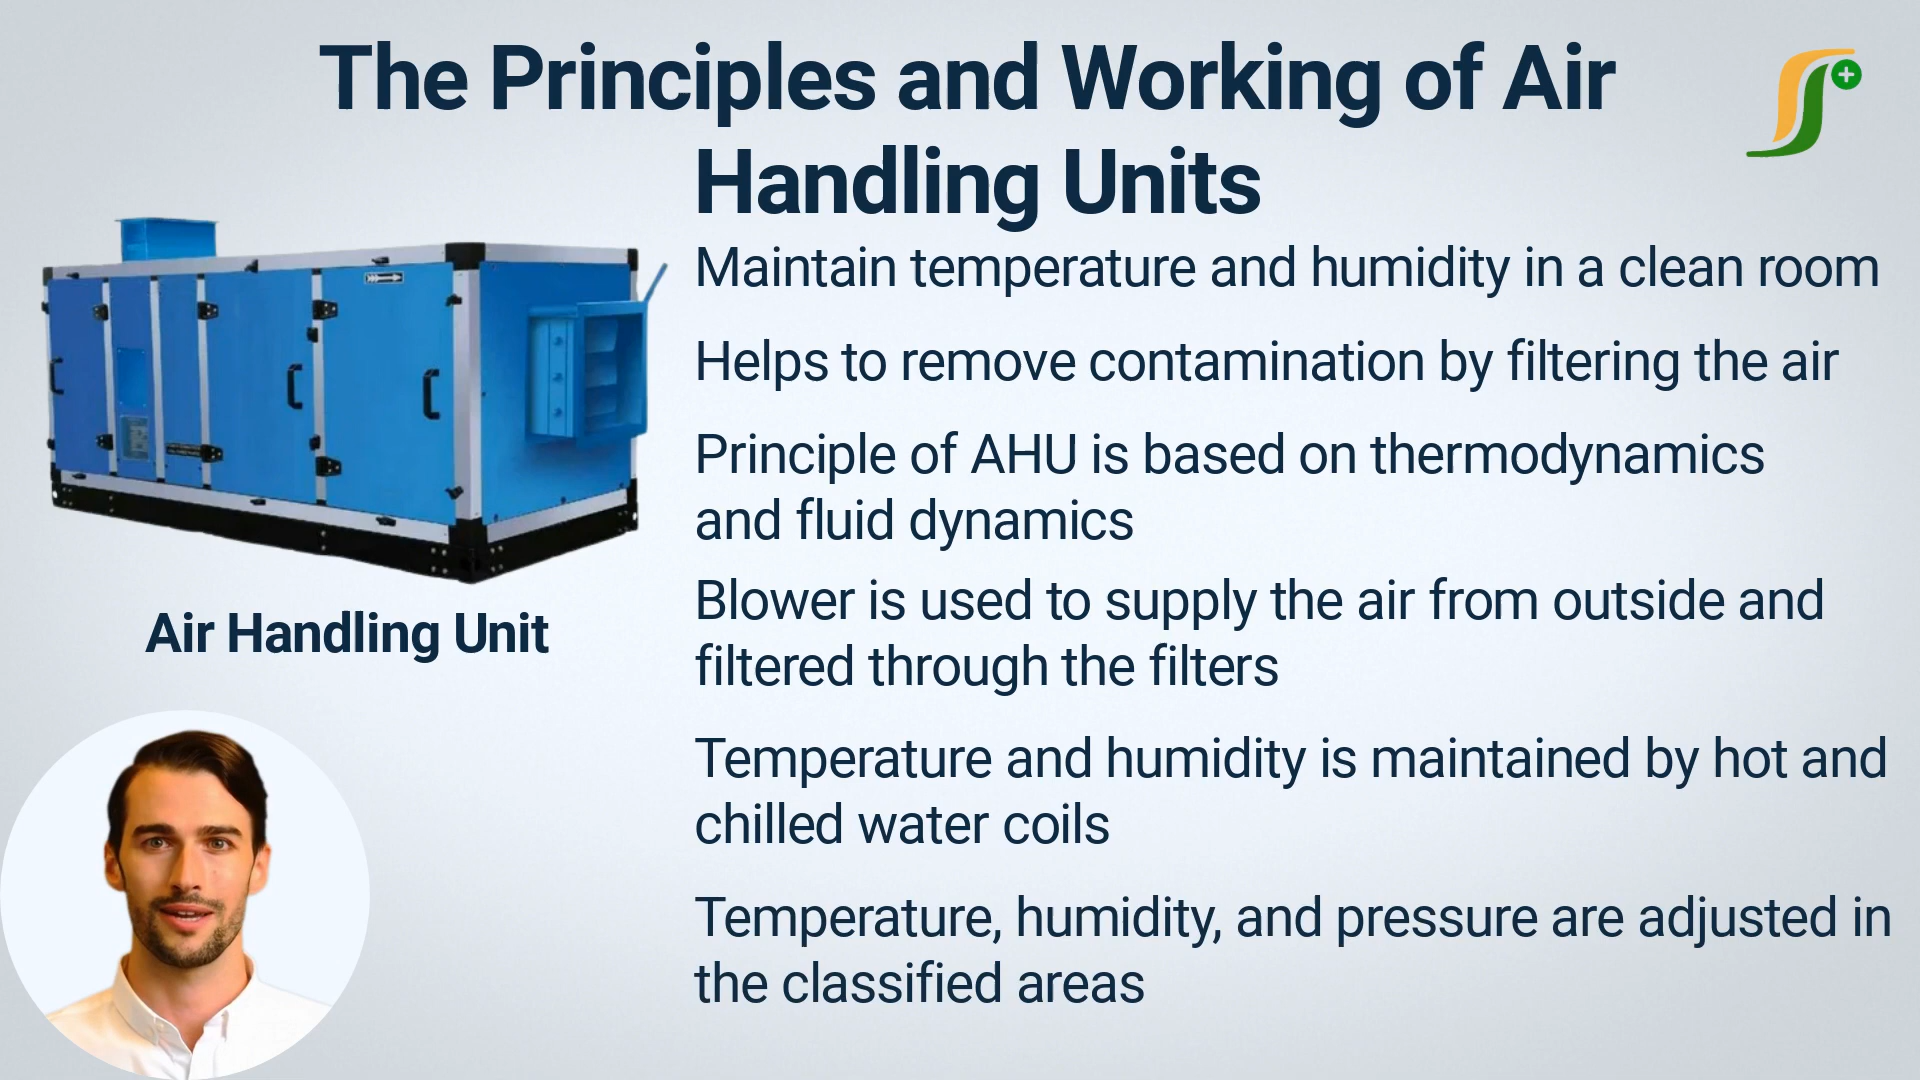 The Principles and Working of Air
Handling Units
Maintain temperature and humidity in a clean room
Helps to remove contamination by filtering the air
Principle of AHU is based on thermodynamics
and fluid dynamics
Blower is used to supply the air from outside and
filtered through the filters
Temperature and humidity is maintained by hot and
chilled water coils
Temperature, humidity, and pressure are adjusted in
the classified areas
Air Handling Unit